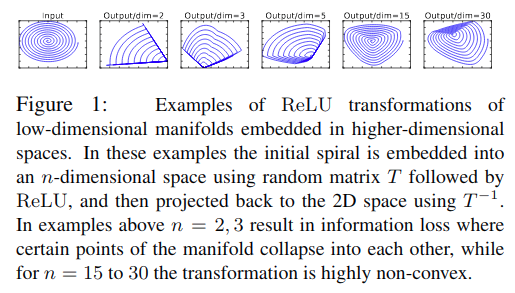 Input Output/dim=2 Output/dim=3 Output/dim=5 Output/dim=15 Output/dim=30
Figure 1: Examples of ReLU transformations of
low-dimensional manifolds embedded in higher-dimensional
spaces. In these examples the initial spiral is embedded into
an n-dimensional space using random matrix T followed by
ReLU, and then projected back to the 2D space using T⁻¹.
In examples above n = 2, 3 result in information loss where
certain points of the manifold collapse into each other, while
for n = 15 to 30 the transformation is highly non-convex.